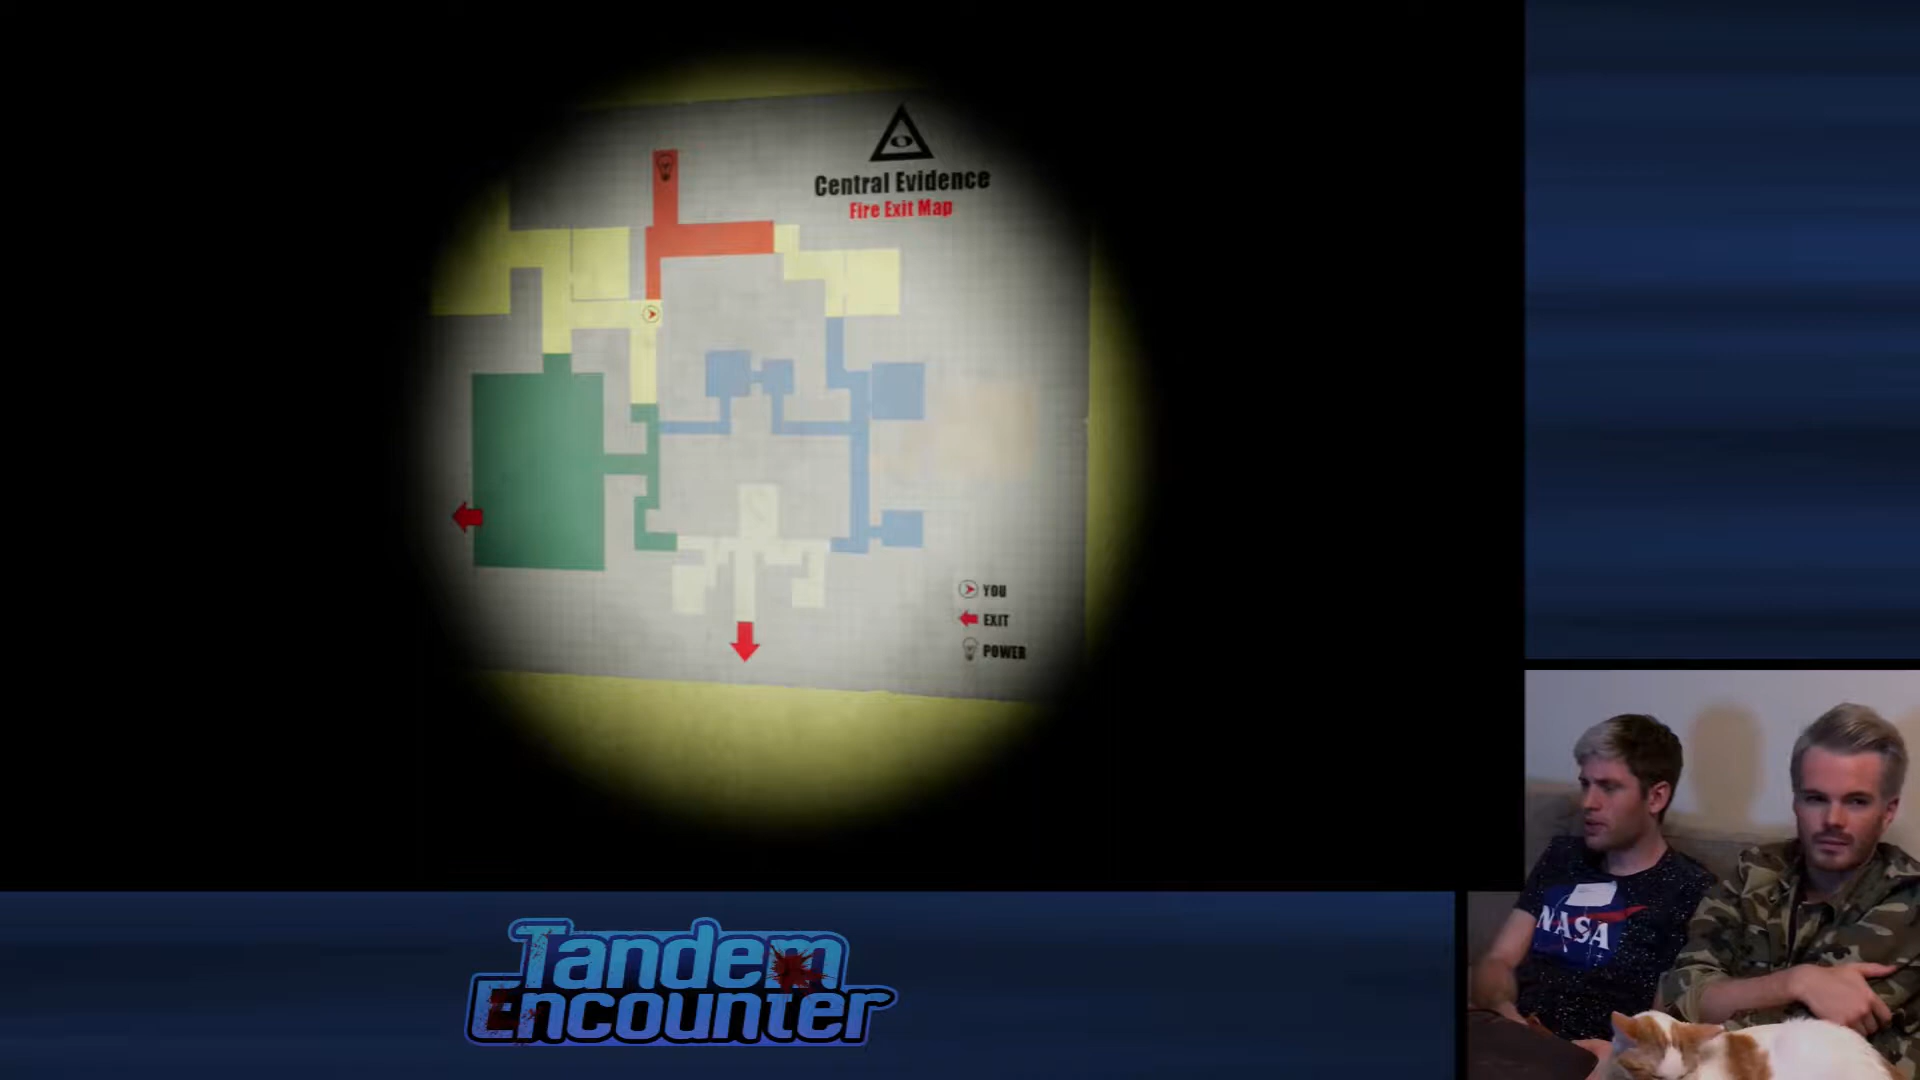 Central Evidence
Fire Exit Map
YOU
EXIT
POWER
Tandem
Encounter
NASA